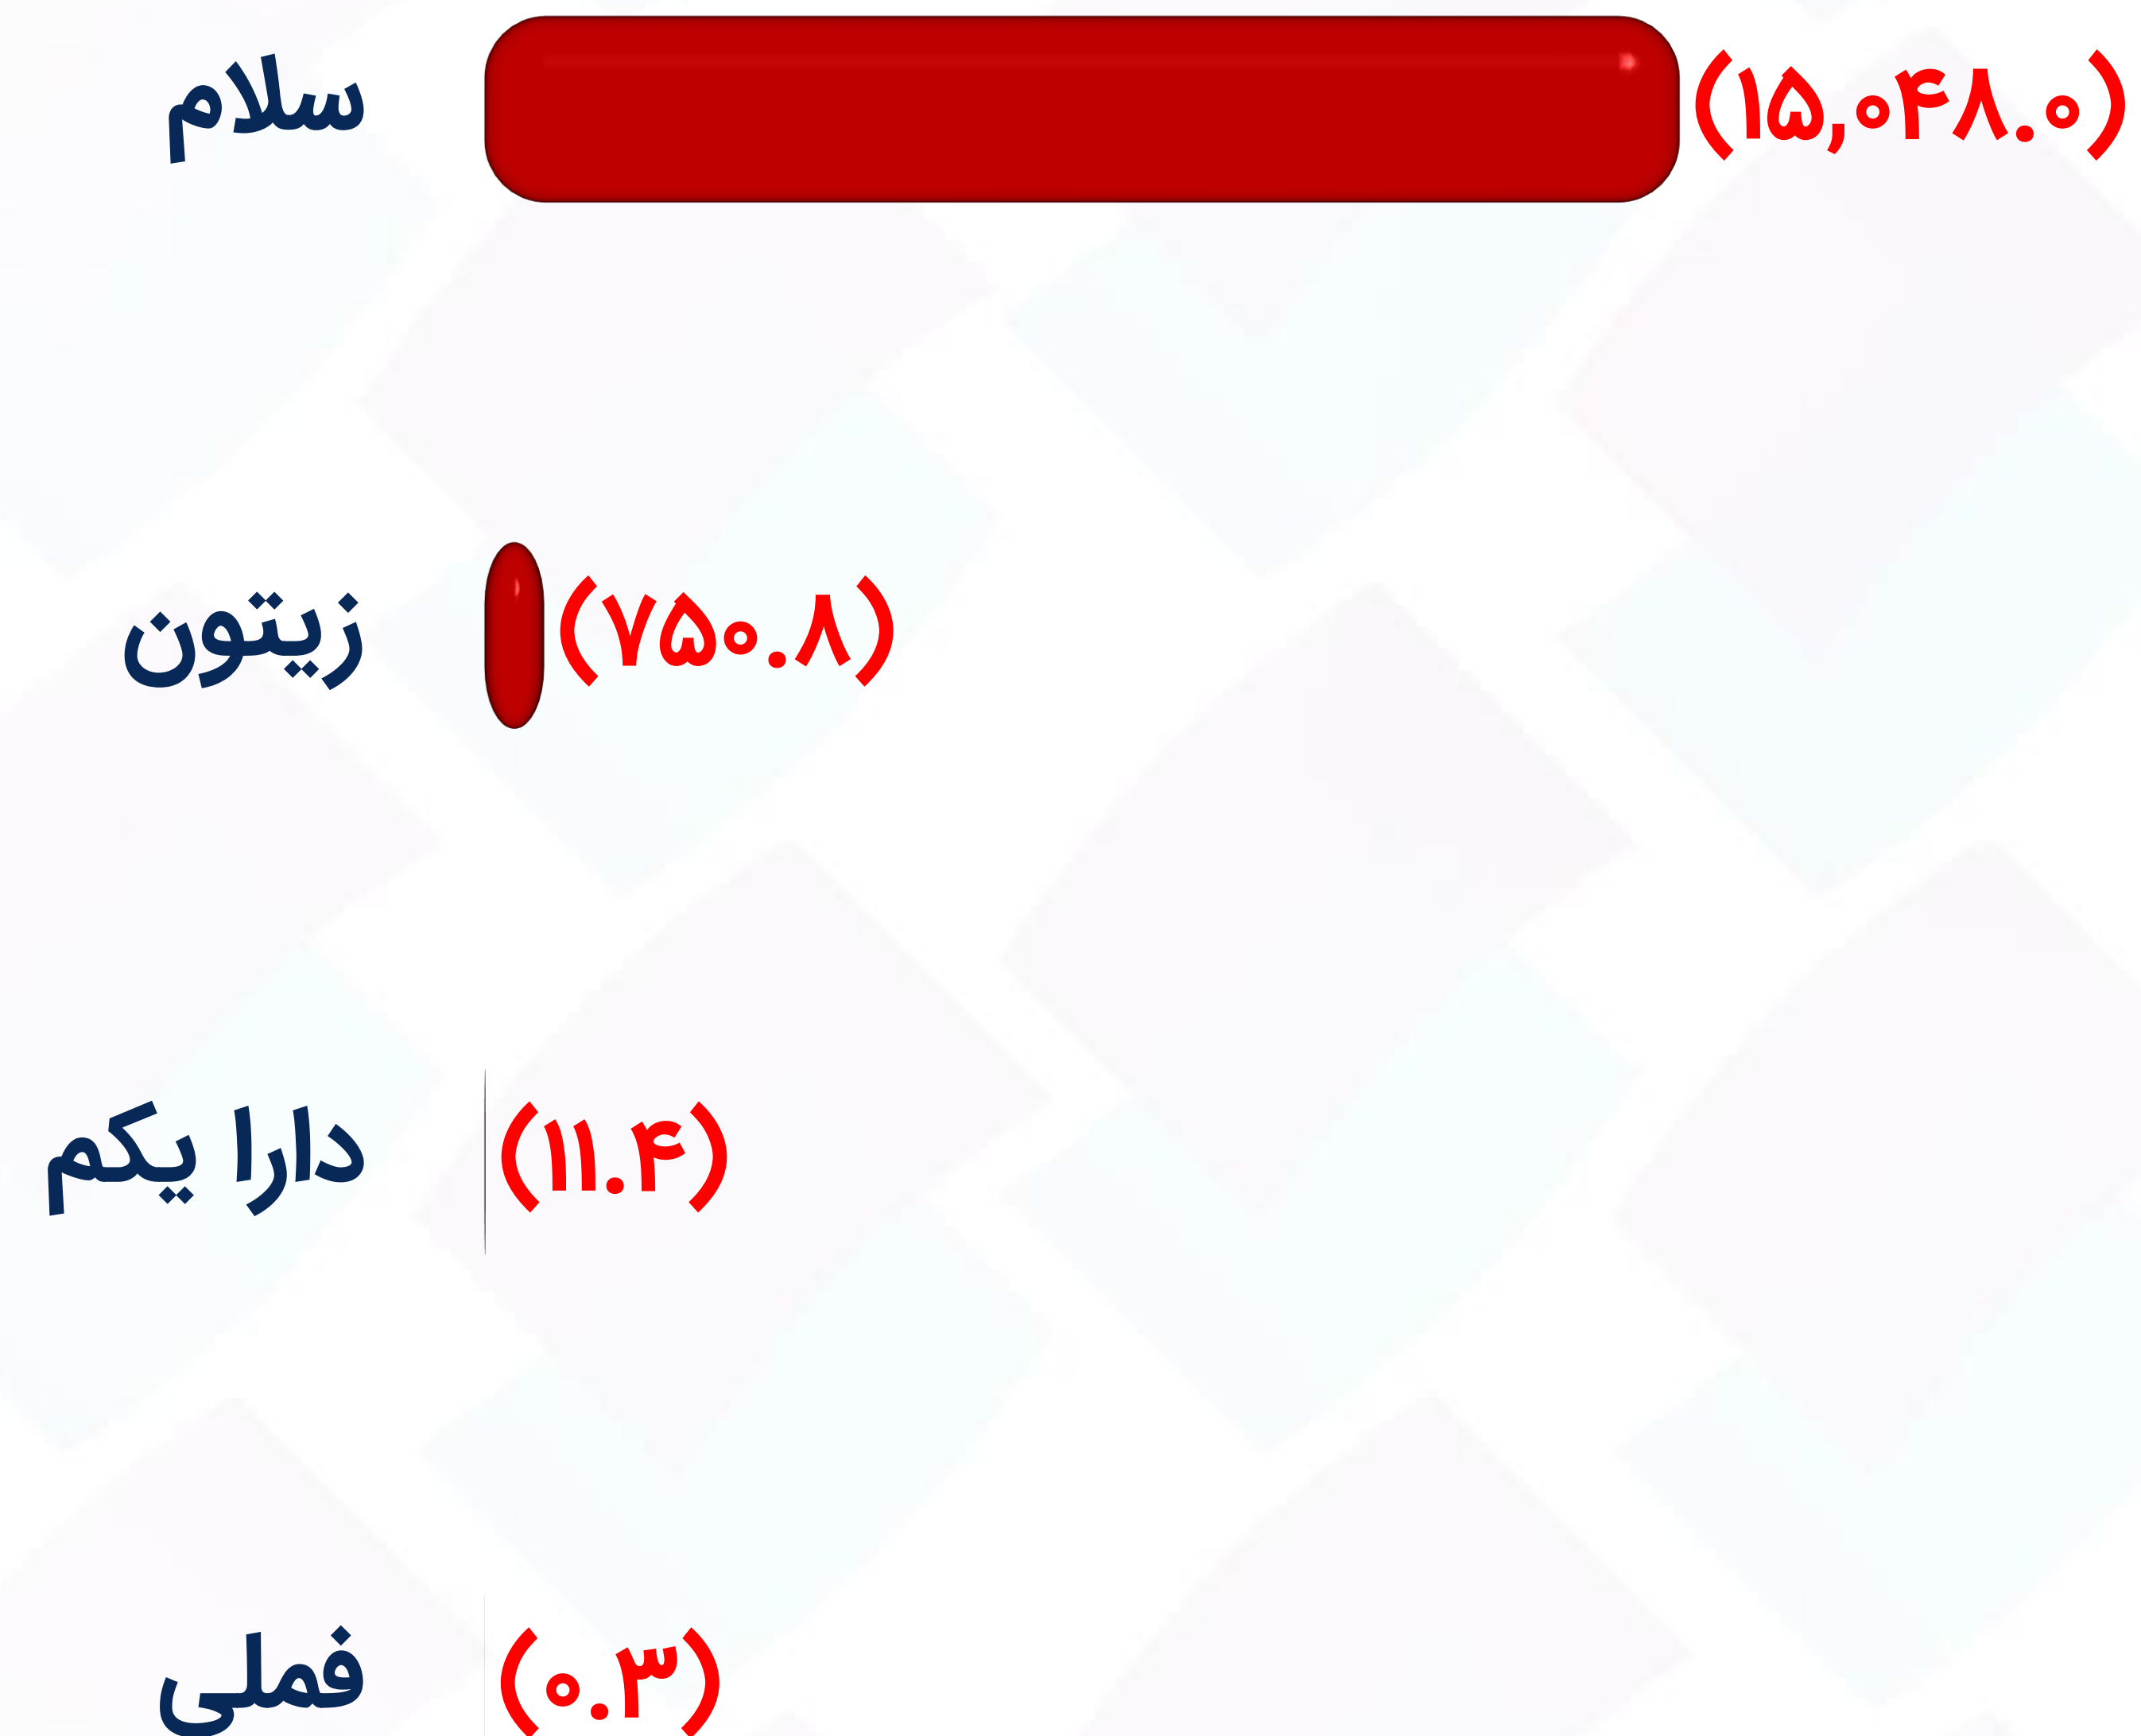 سلام (۱۵,۰۴۸.۰)
زیتون (۷۵۰.۸)
دارا یکم (۱۱.۴)
فملی (۰.۳)